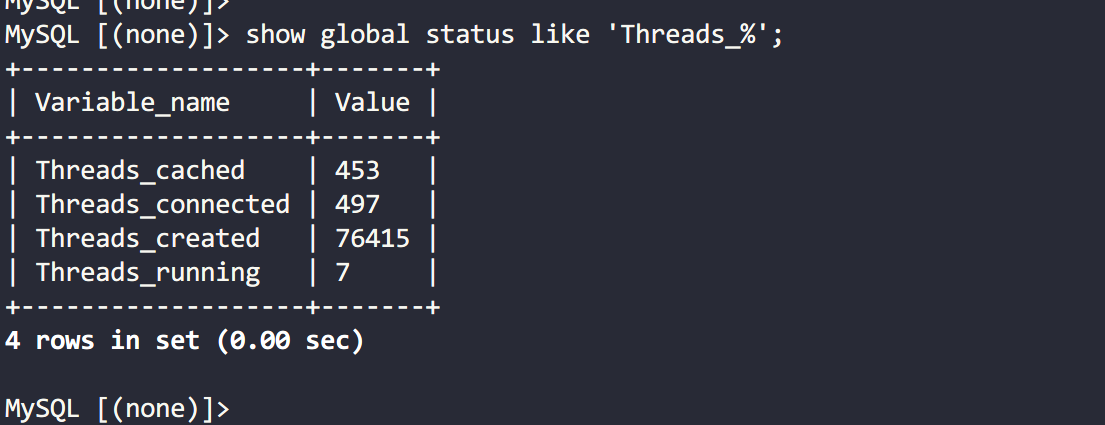 MySQL [(none)]>
MySQL [(none)]> show global status like 'Threads_%';
+-------------------+-------+
| Variable_name     | Value |
+-------------------+-------+
| Threads_cached    | 453   |
| Threads_connected | 497   |
| Threads_created   | 76415 |
| Threads_running   | 7     |
+-------------------+-------+
4 rows in set (0.00 sec)
MySQL [(none)]>